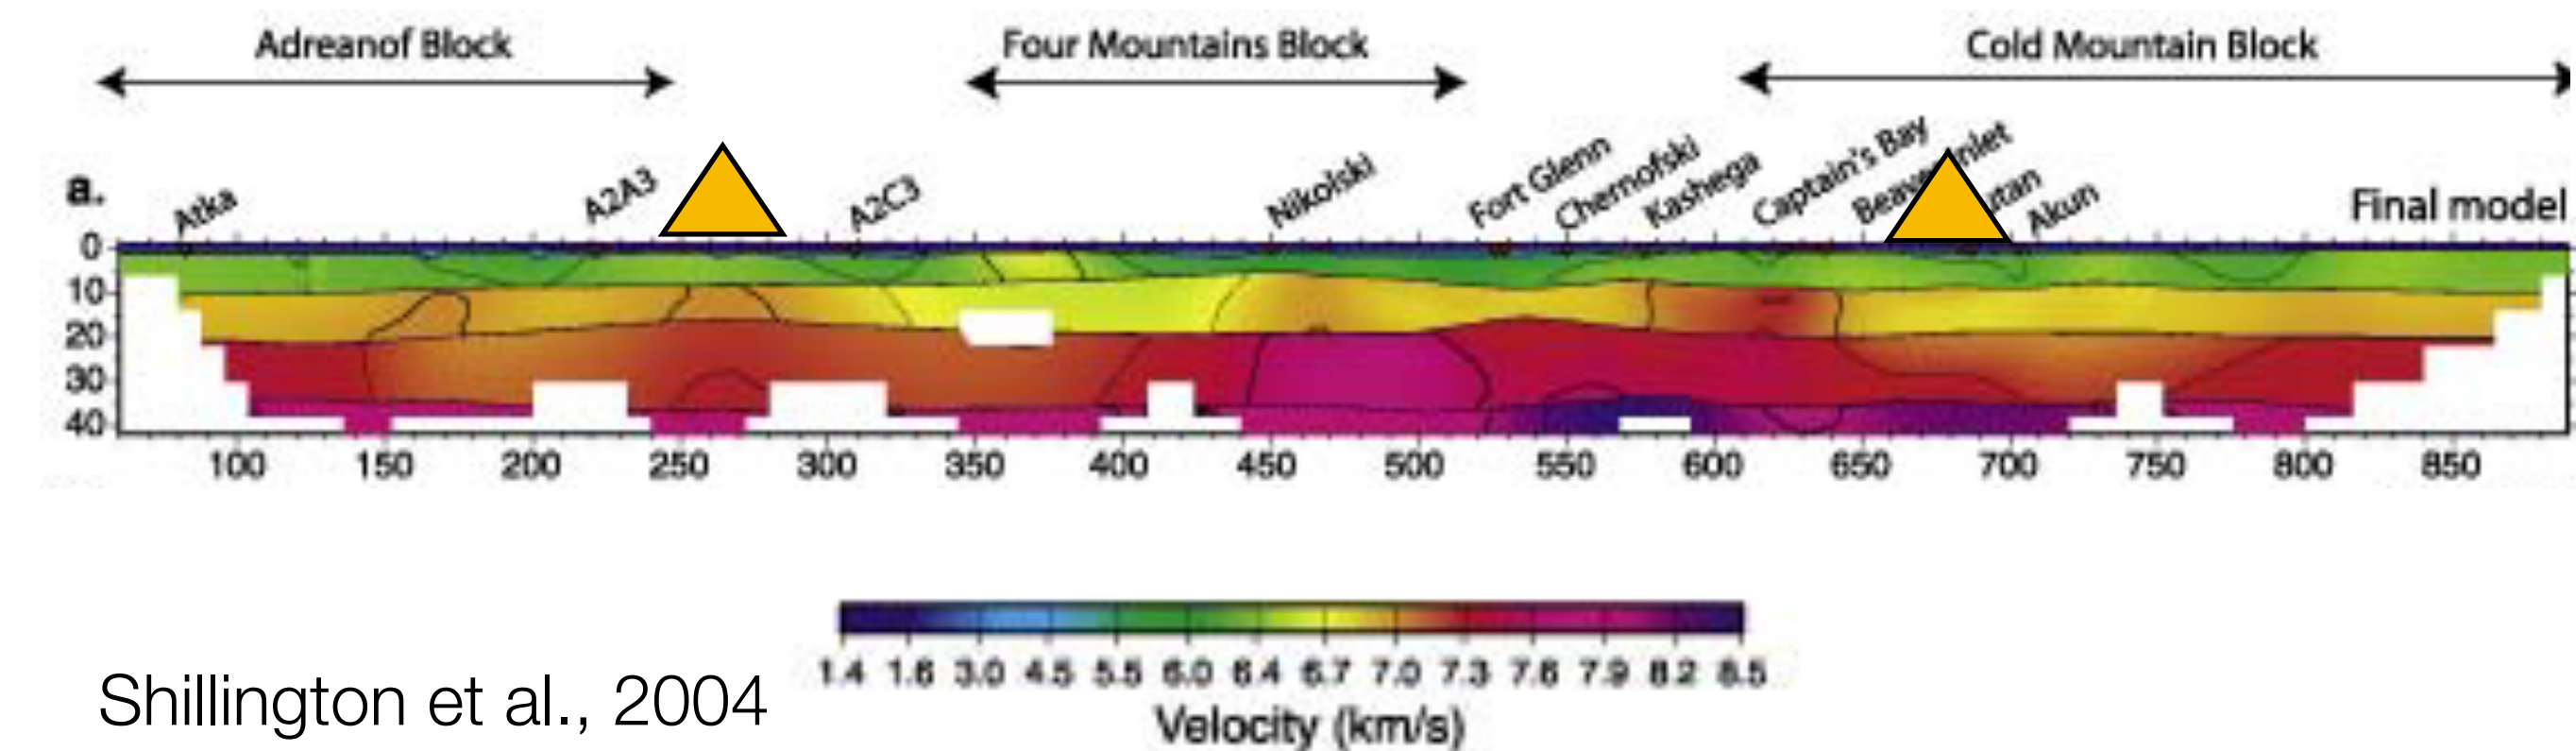 Adreanof Block Four Mountains Block Cold Mountain Block
a. Atka A2A3 A2C3 Nikolski Fort Glenn Chernofski Kashega Captain's Bay Akun Final model
0
10
20
30
40
100 150 200 250 300 350 400 450 500 550 600 650 700 750 800 850
1.4 1.6 3.0 4.5 5.5 6.0 6.4 6.7 7.0 7.3 7.6 7.9 8.2 8.5
Velocity (km/s)
Shillington et al., 2004